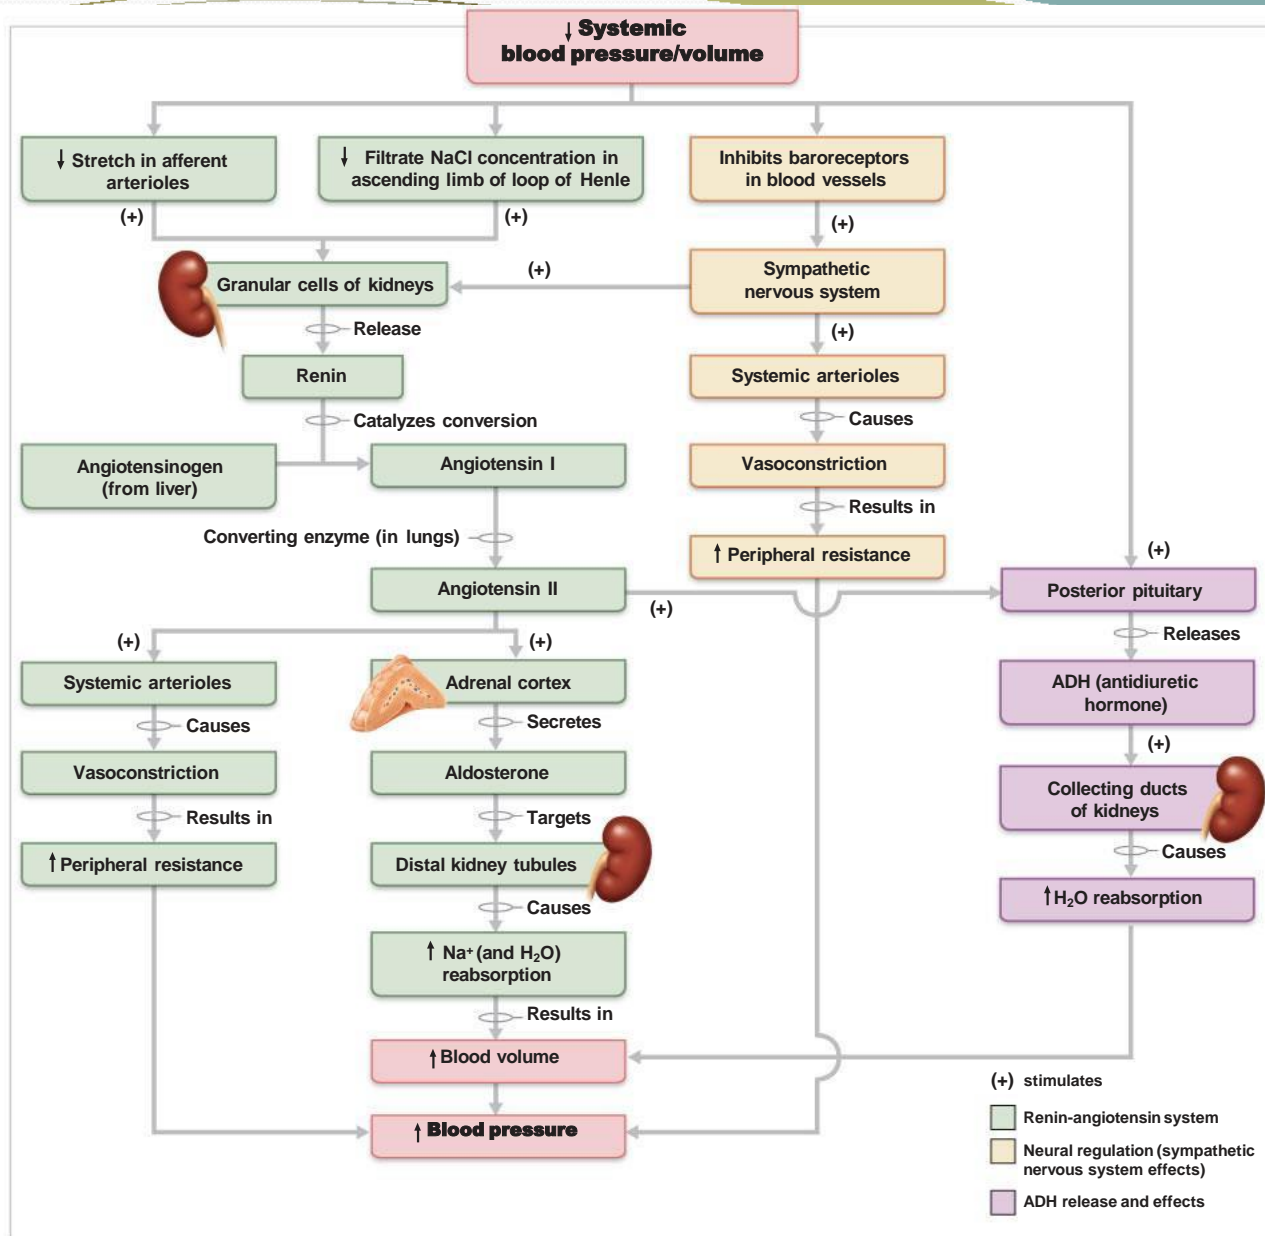 ↓ Systemic
blood pressure/volume
↓ Stretch in afferent
arterioles
↓ Filtrate NaCl concentration in
ascending limb of loop of Henle
Inhibits baroreceptors
in blood vessels
(+)
(+)
(+)
Granular cells of kidneys
(+)
Sympathetic
nervous system
Release
(+)
Renin
Systemic arterioles
Catalyzes conversion
Causes
Angiotensinogen
(from liver)
Angiotensin I
Vasoconstriction
Converting enzyme (in lungs)
Results in
↑ Peripheral resistance
(+)
Angiotensin II
(+)
Posterior pituitary
Releases
(+)
(+)
Systemic arterioles
Adrenal cortex
ADH (antidiuretic
hormone)
Causes
Secretes
(+)
Vasoconstriction
Aldosterone
Collecting ducts
of kidneys
Results in
Targets
Causes
↑ Peripheral resistance
Distal kidney tubules
↑ H₂O reabsorption
Causes
↑ Na⁺ (and H₂O)
reabsorption
Results in
↑ Blood volume
↑ Blood pressure
(+) stimulates
Renin-angiotensin system
Neural regulation (sympathetic
nervous system effects)
ADH release and effects